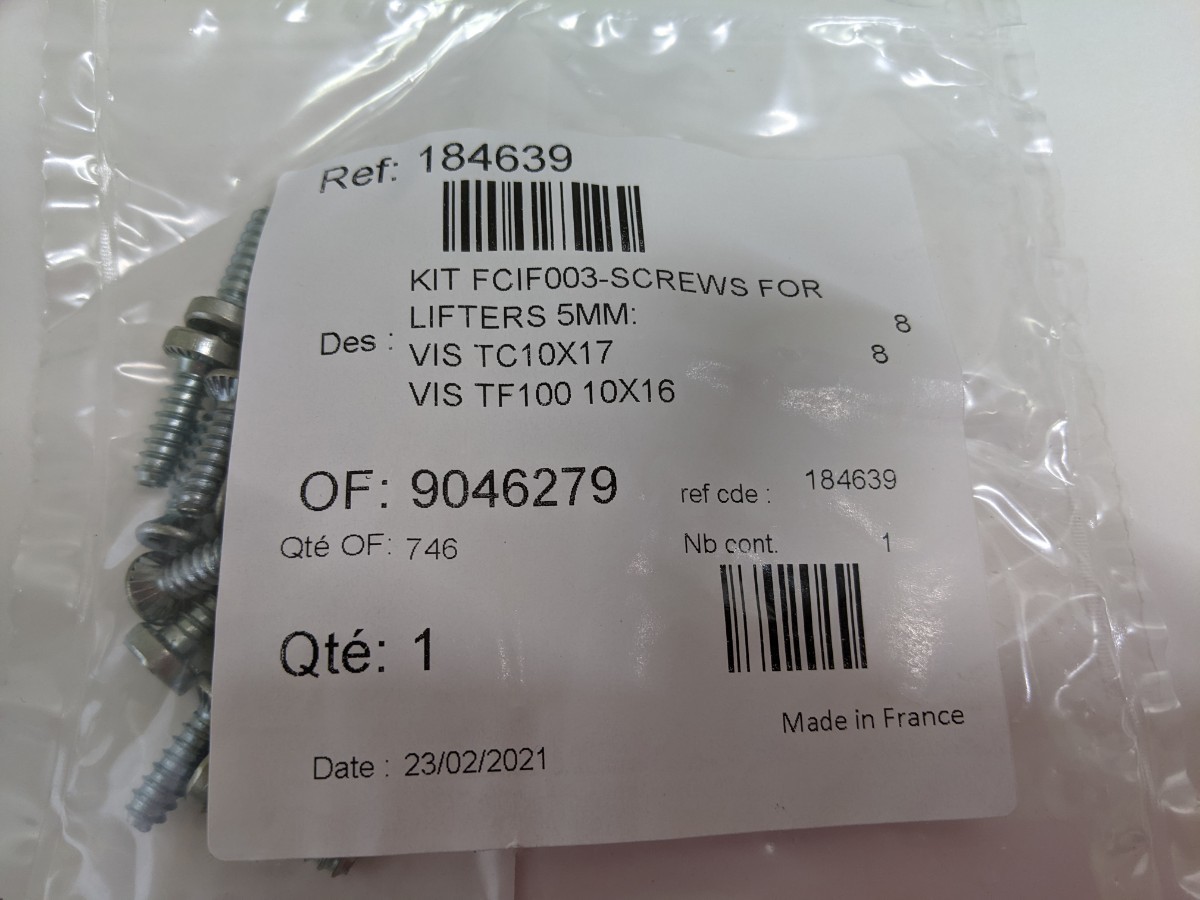 Ref: 184639
KIT FCIF003-SCREWS FOR
LIFTERS 5MM: 8
Des : VIS TC10X17 8
VIS TF100 10X16
OF: 9046279 ref cde : 184639
Qté OF: 746 Nb cont. 1
Qté: 1
Made in France
Date : 23/02/2021